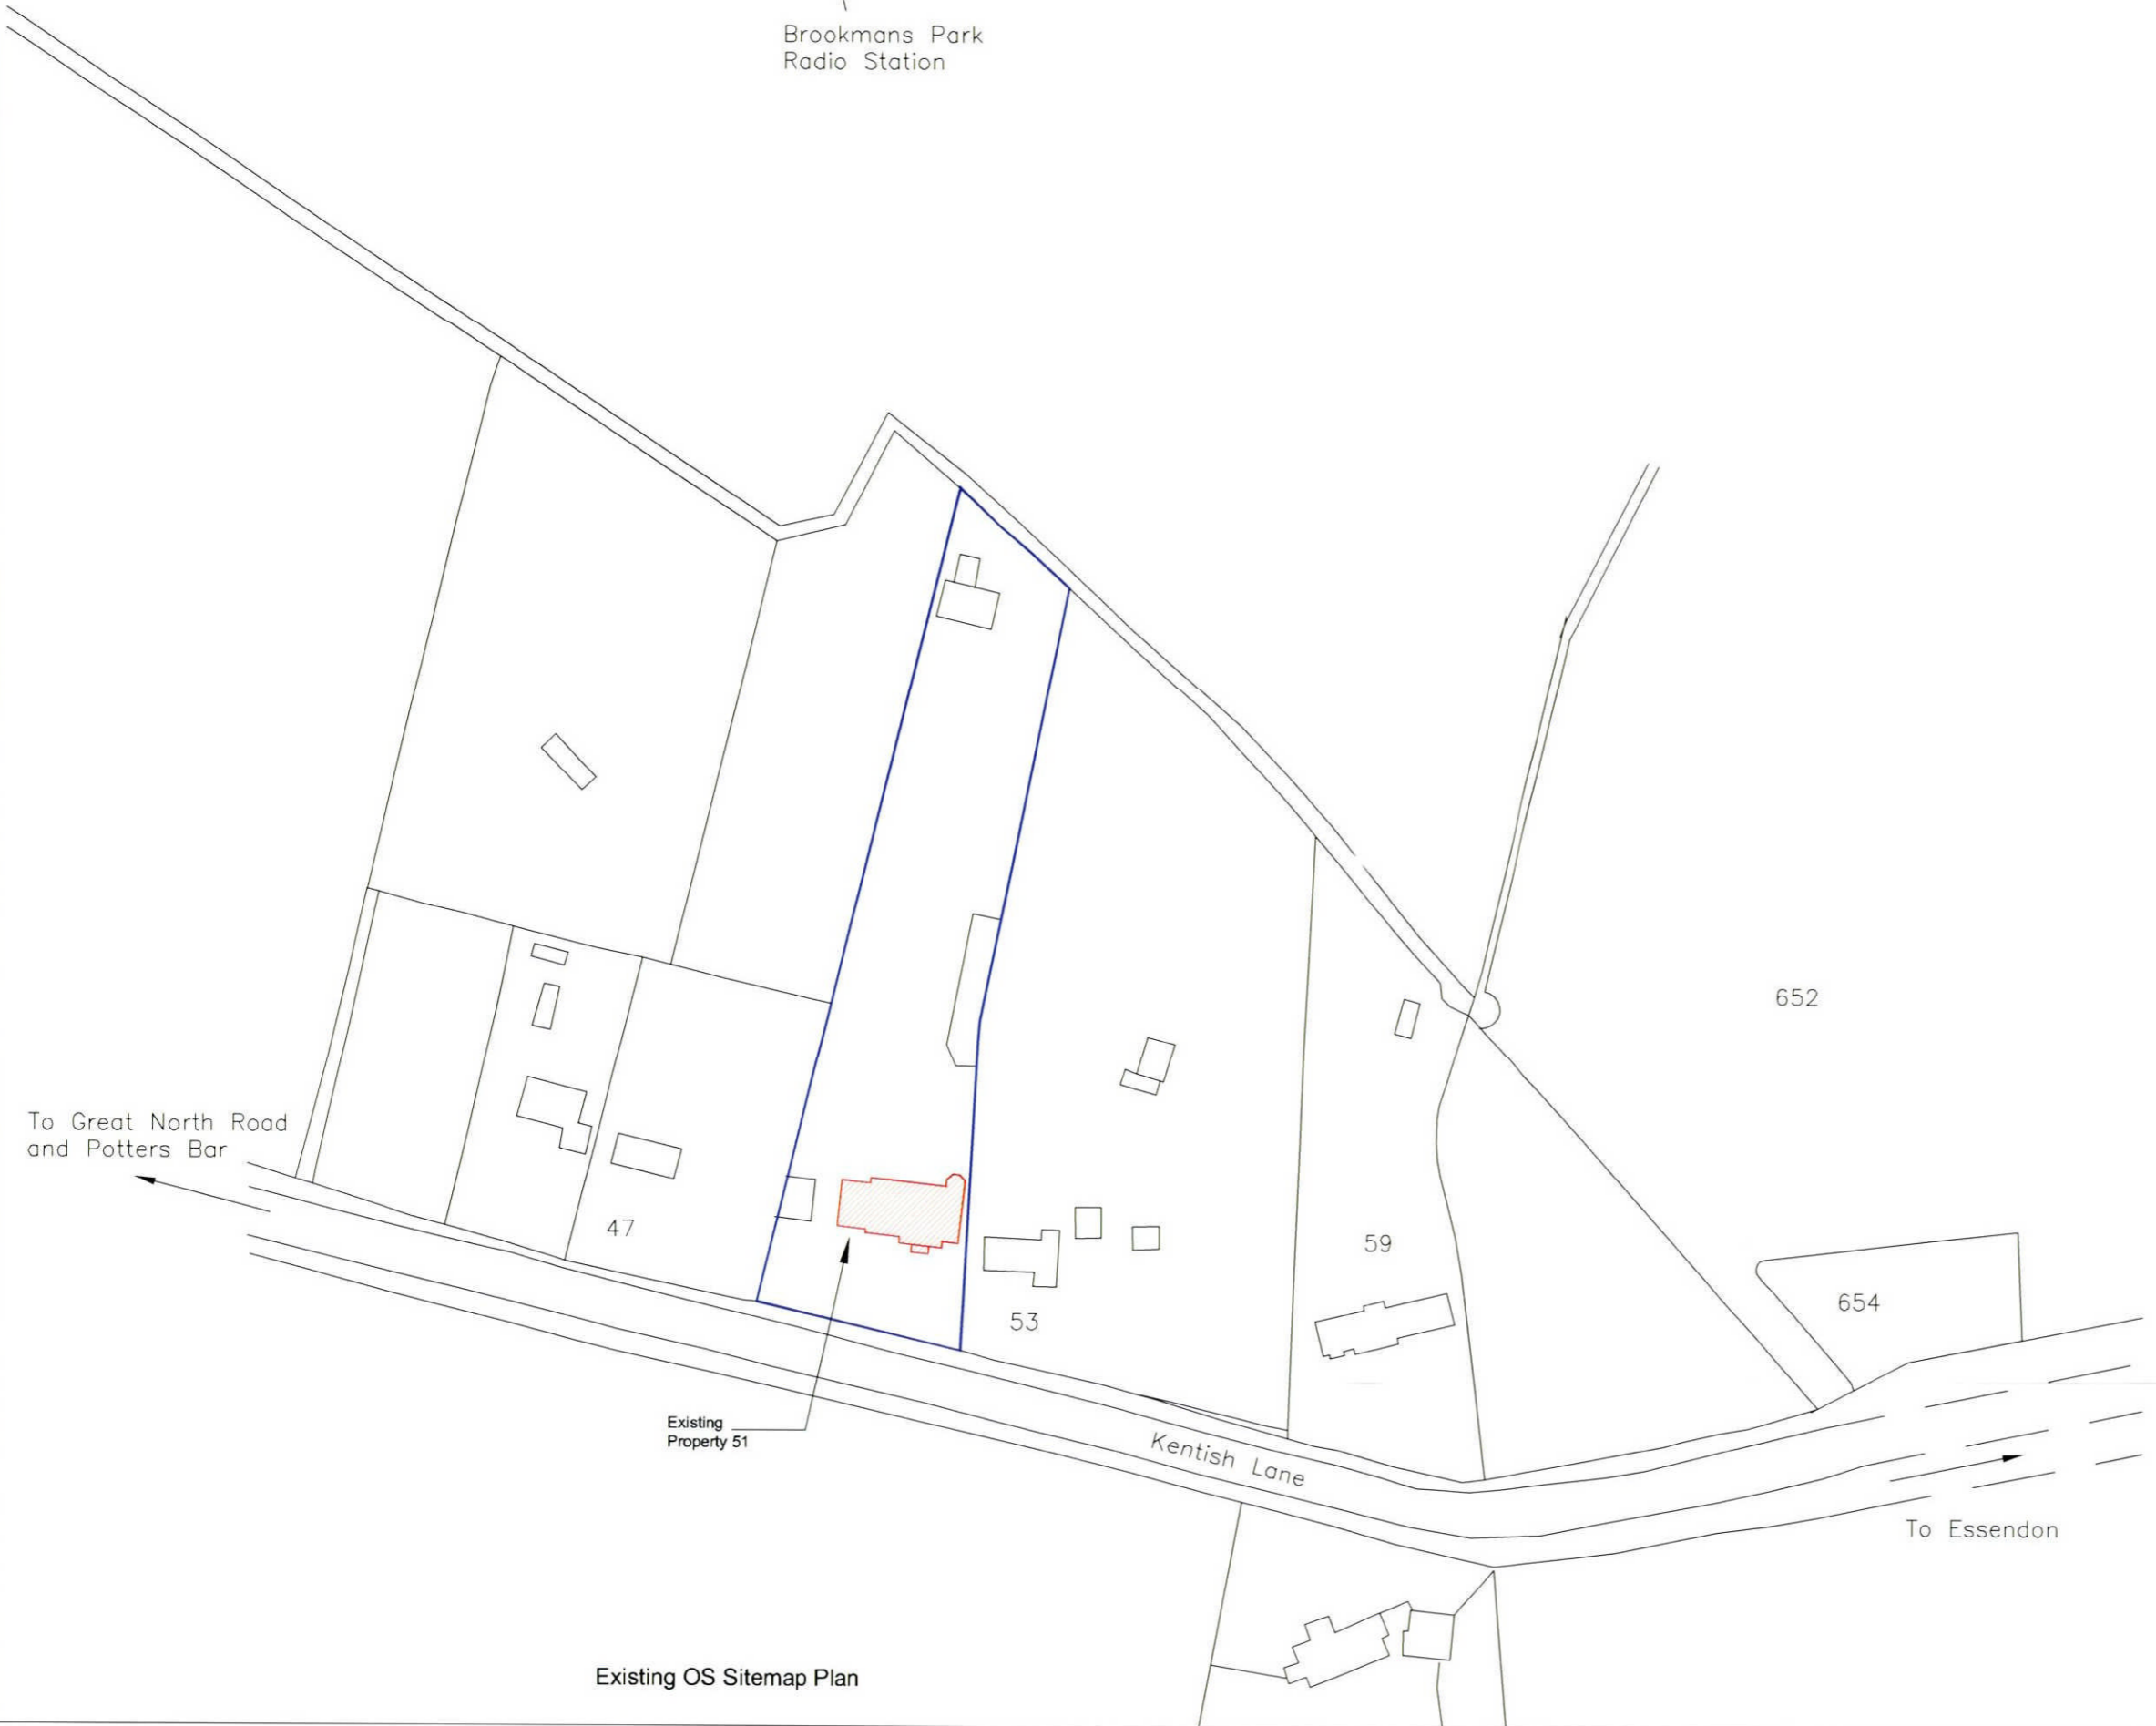 Brookmans Park
Radio Station
652
To Great North Road
and Potters Bar
47
59
654
53
Existing
Property 51
Kentish Lane
To Essendon
Existing OS Sitemap Plan